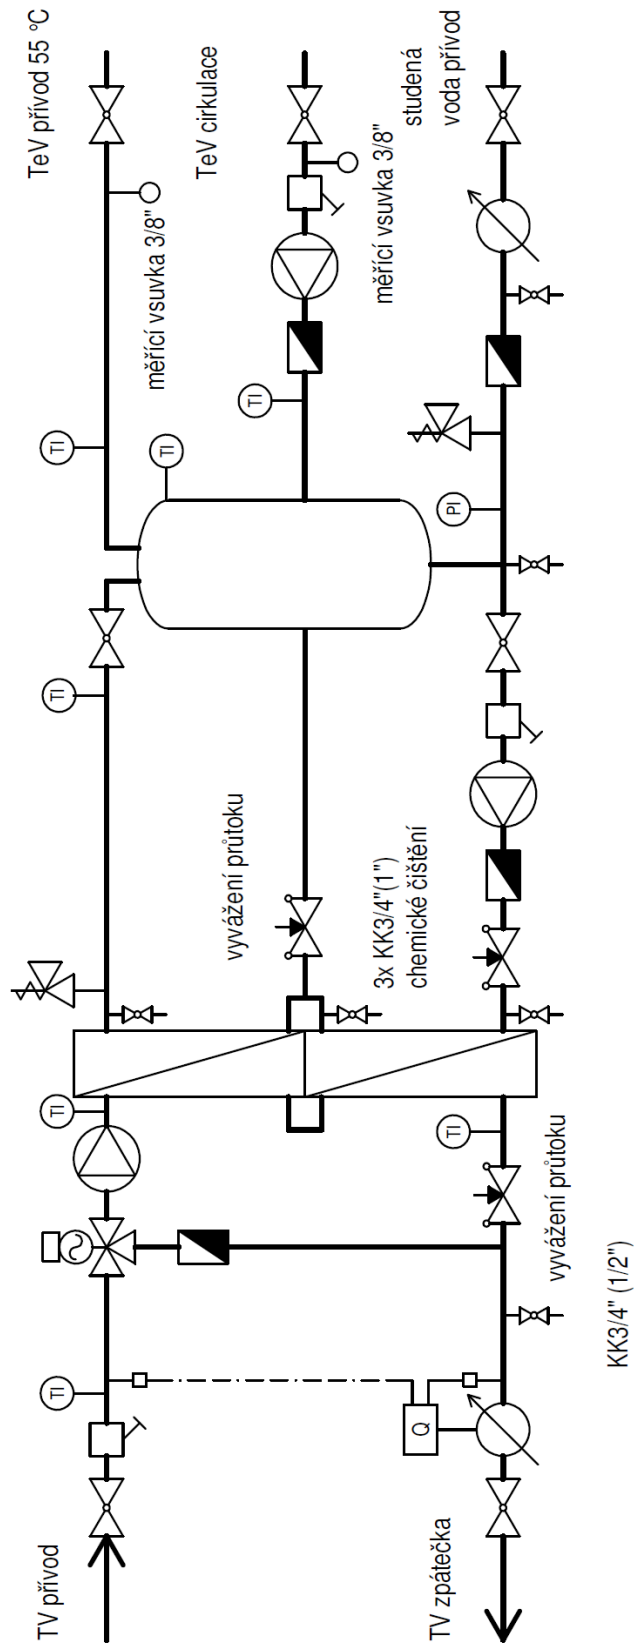 TV přívod
TeV přívod 55 °C
TI
TI
TI
TI
měřící vsuvka 3/8"
TI
TeV cirkulace
vyvážení průtoku
TI
3x KK3/4"(1")
chemické čištění
měřící vsuvka 3/8"
studená
voda přívod
Q
TV zpátečka
TI
PI
vyvážení průtoku
KK3/4" (1/2")